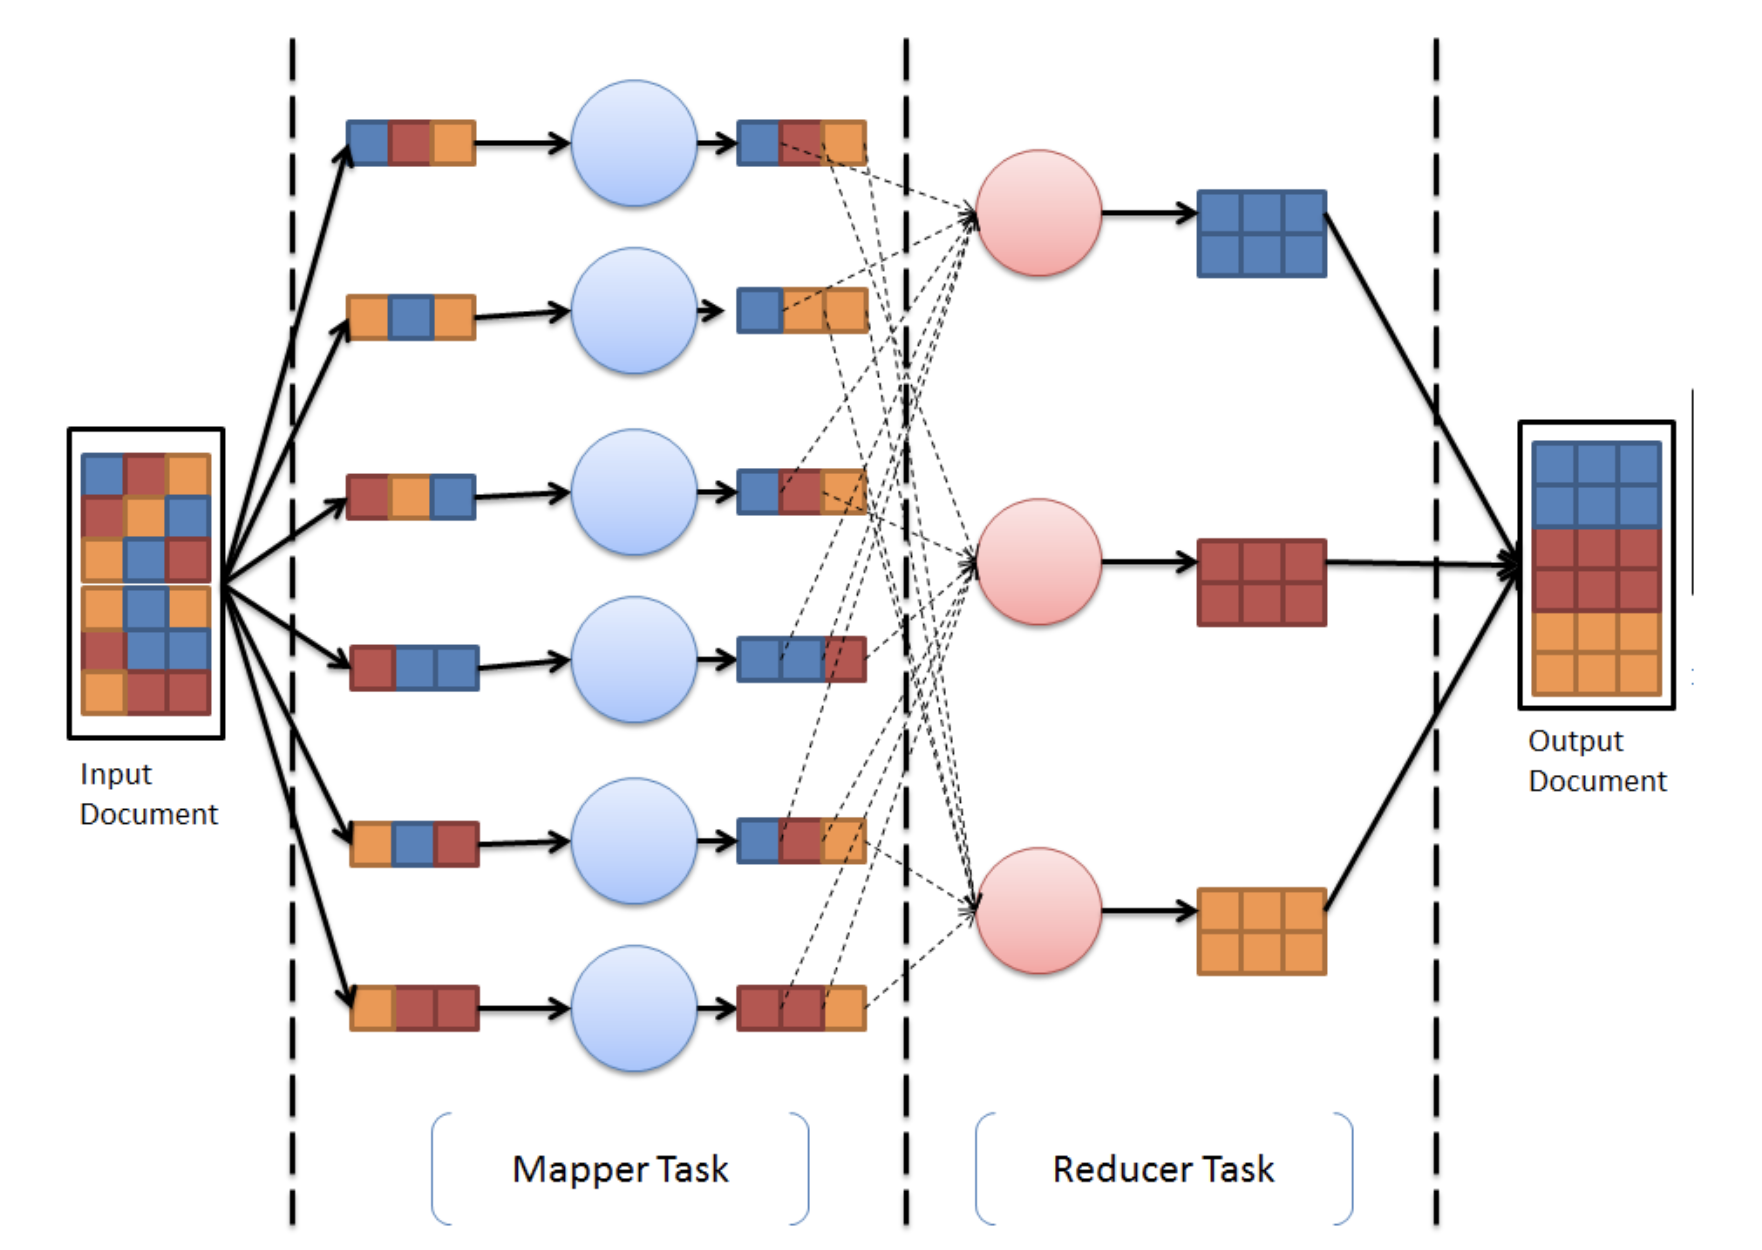 Input
Document
Output
Document
Mapper Task
Reducer Task